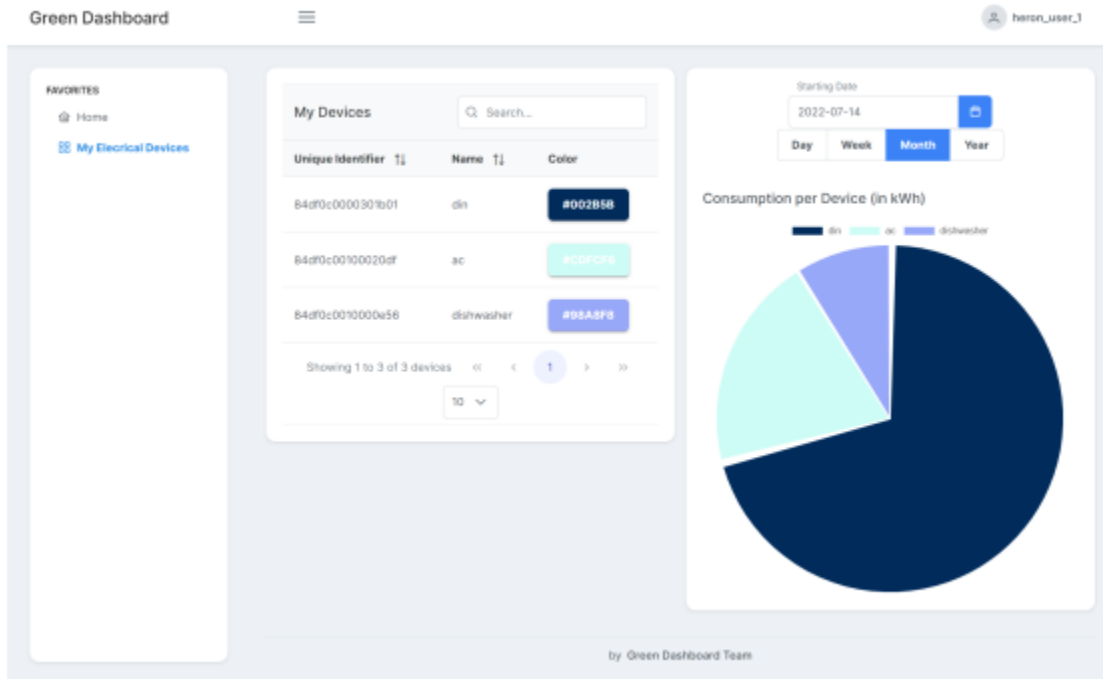 Green Dashboard
heron_user_1
FAVORITES
Home
My Elecrical Devices
My Devices
Search...
Unique Identifier Name Color
84df0c0000301b01 din #002B5B
84df0c00100020df ac
84df0c0010000e56 dishwasher #98A8F8
Showing 1 to 3 of 3 devices « < 1 > »
10
Starting Date
2022-07-14
Day Week Month Year
Consumption per Device (in kWh)
din ac dishwasher
by Green Dashboard Team